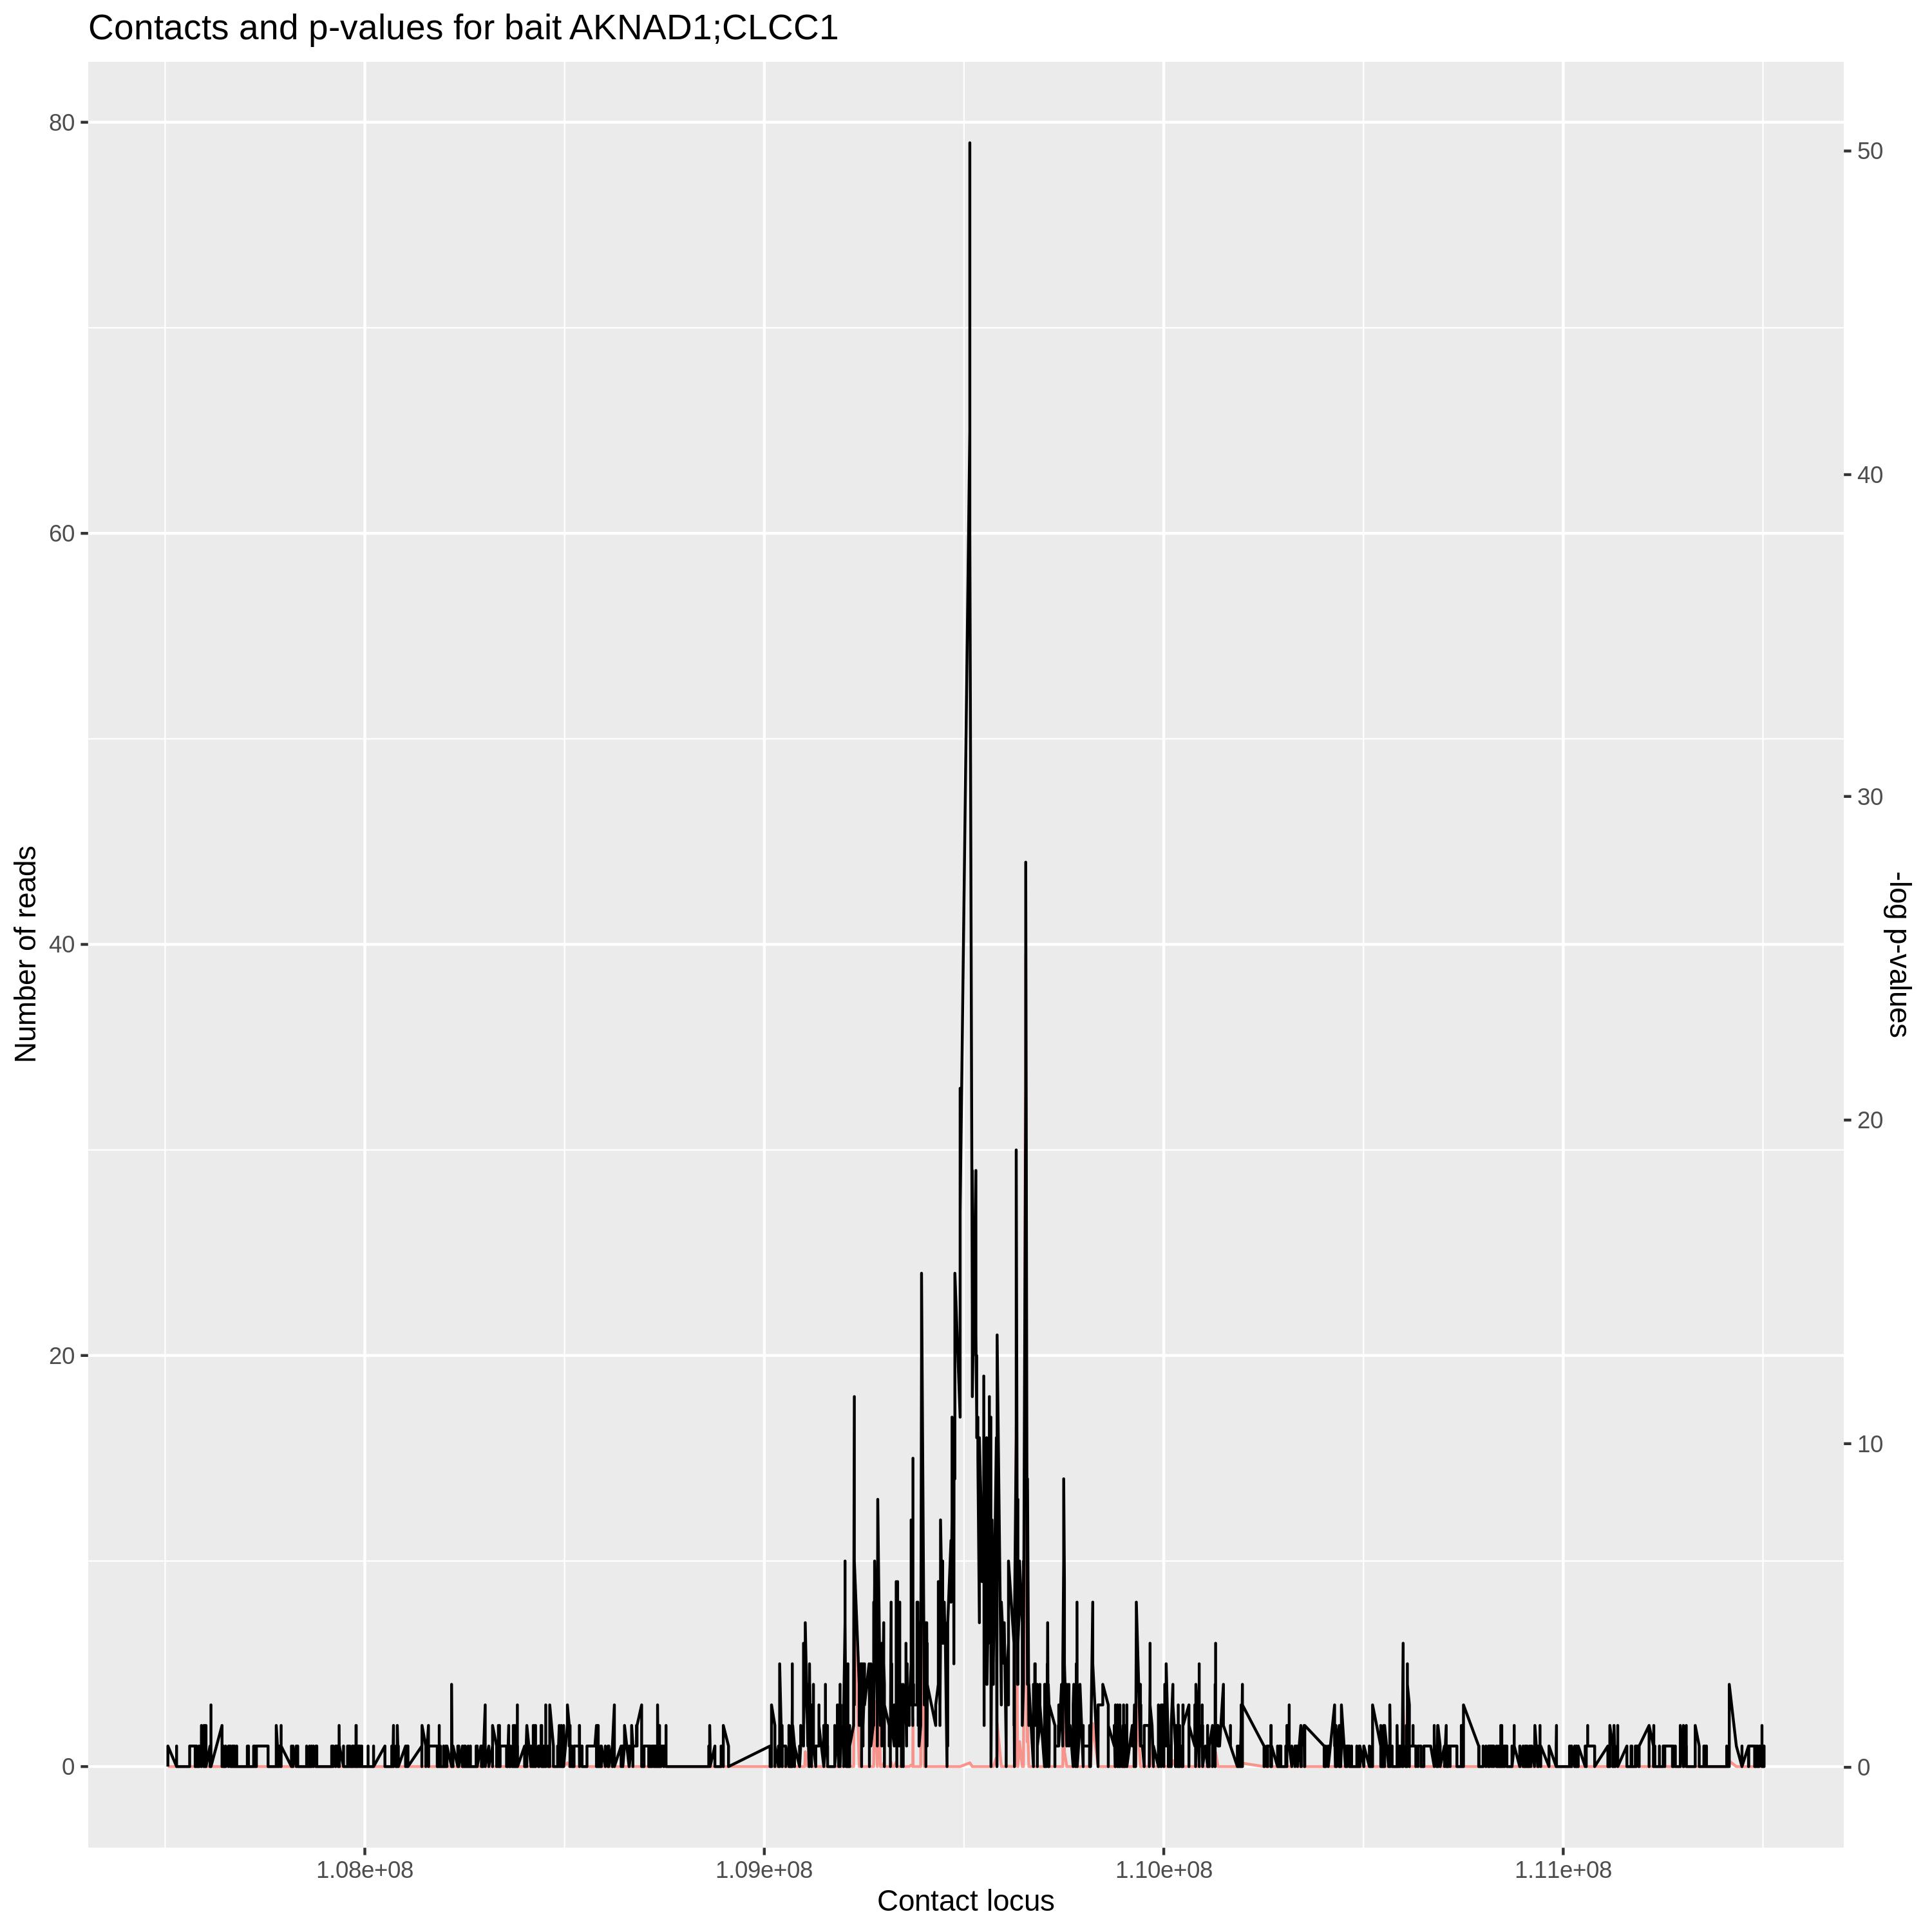 Contacts and p-values for bait AKNAD1;CLCC1
80
60
40
20
0
Number of reads
50
40
30
20
10
0
-log p-values
1.08e+08
1.09e+08
1.10e+08
1.11e+08
Contact locus